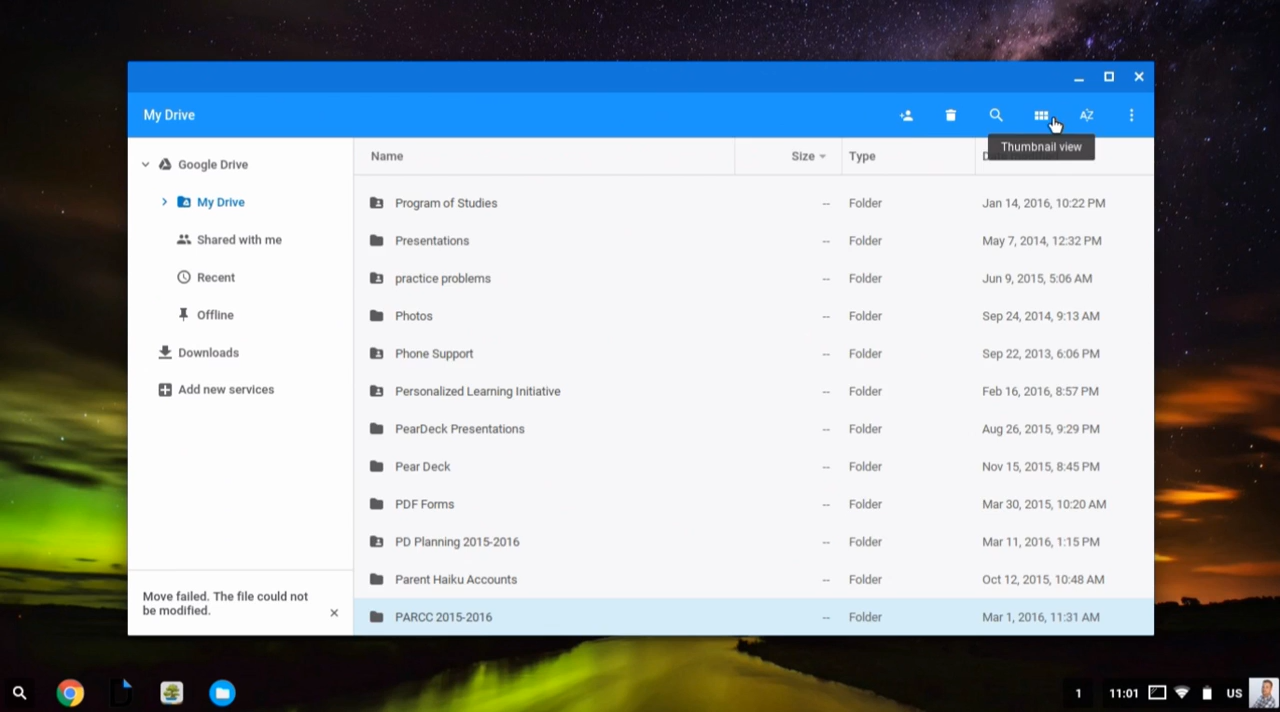 My Drive
AZ
Thumbnail view
Google Drive
My Drive
Shared with me
Recent
Offline
Downloads
Add new services
Move failed. The file could not
be modified.
Name Size Type
Program of Studies -- Folder Jan 14, 2016, 10:22 PM
Presentations -- Folder May 7, 2014, 12:32 PM
practice problems -- Folder Jun 9, 2015, 5:06 AM
Photos -- Folder Sep 24, 2014, 9:13 AM
Phone Support -- Folder Sep 22, 2013, 6:06 PM
Personalized Learning Initiative -- Folder Feb 16, 2016, 8:57 PM
PearDeck Presentations -- Folder Aug 26, 2015, 9:29 PM
Pear Deck -- Folder Nov 15, 2015, 8:45 PM
PDF Forms -- Folder Mar 30, 2015, 10:20 AM
PD Planning 2015-2016 -- Folder Mar 11, 2016, 1:15 PM
Parent Haiku Accounts -- Folder Oct 12, 2015, 10:48 AM
PARCC 2015-2016 -- Folder Mar 1, 2016, 11:31 AM
1 11:01 US